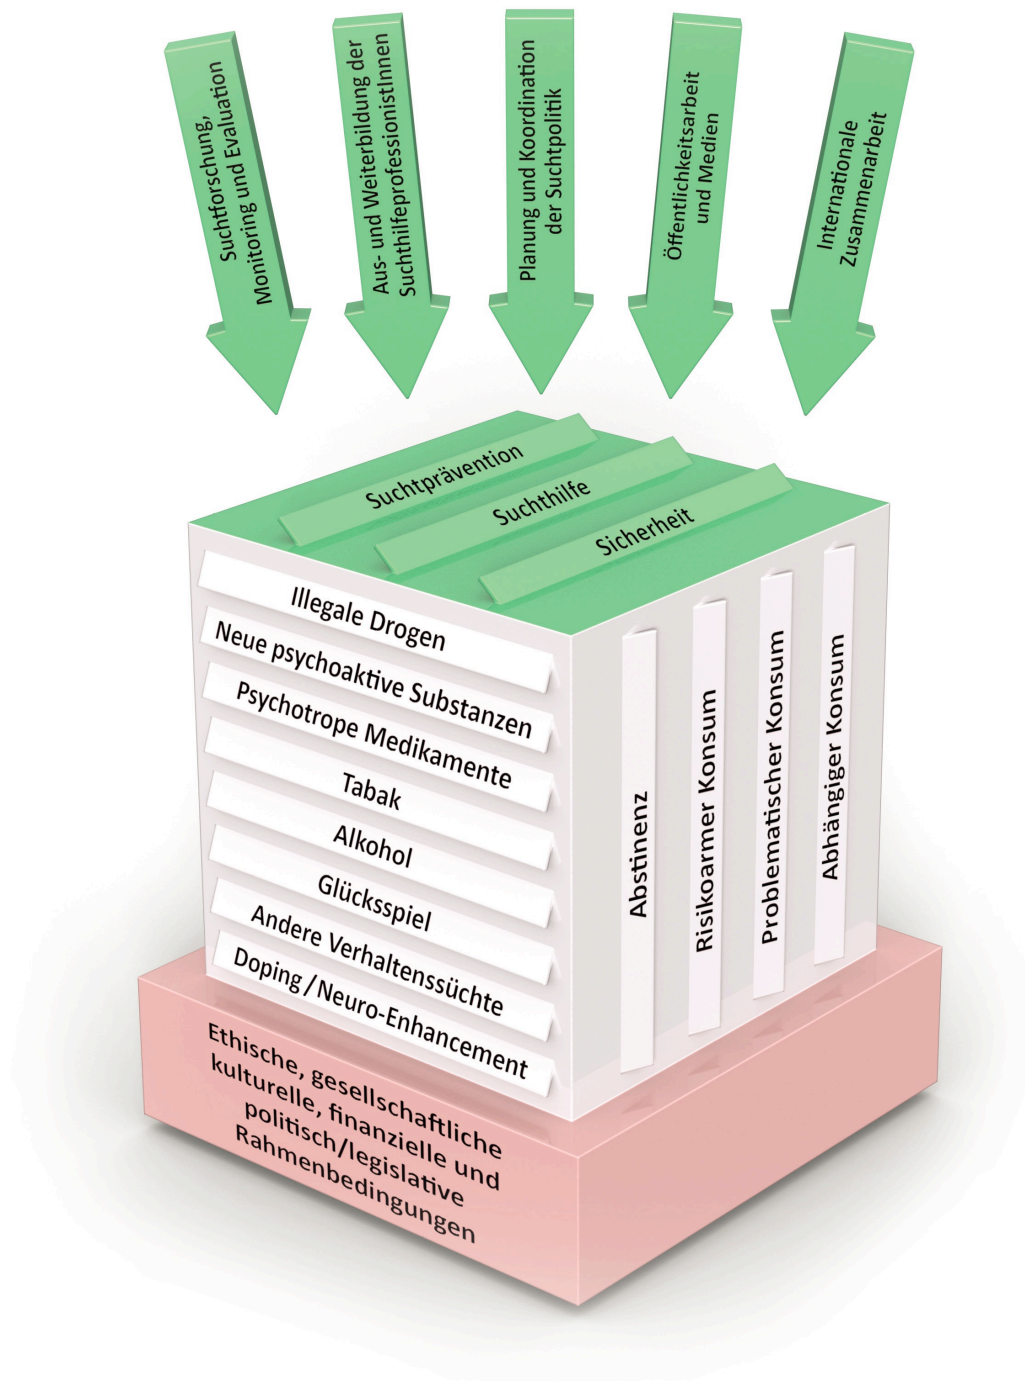 Suchtforschung,
Monitoring und Evaluation
Aus- und Weiterbildung der
SuchthilfeprofessionistInnen
Planung und Koordination
der Suchtpolitik
Öffentlichkeitsarbeit
und Medien
Internationale
Zusammenarbeit
Suchtprävention
Suchthilfe
Sicherheit
Illegale Drogen
Neue psychoaktive Substanzen
Psychotrope Medikamente
Tabak
Alkohol
Glücksspiel
Andere Verhaltenssüchte
Doping/Neuro-Enhancement
Abstinenz
Risikoarmer Konsum
Problematischer Konsum
Abhängiger Konsum
Ethische, gesellschaftliche
kulturelle, finanzielle und
politisch/legislative
Rahmenbedingungen